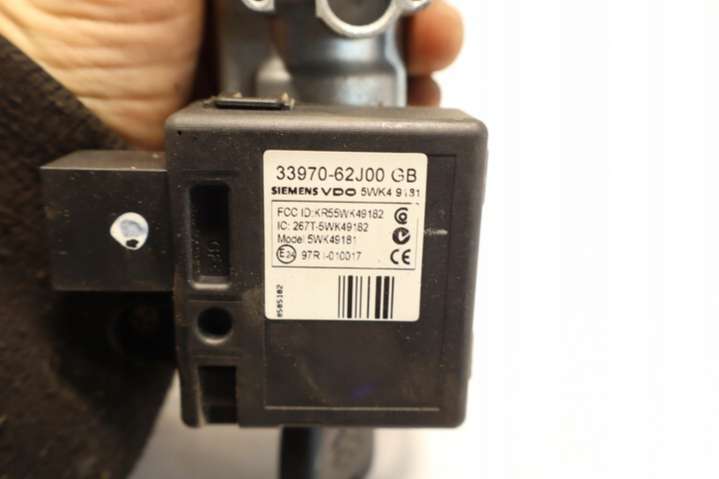 33970-62J00 GB
SIEMENS VDO 5WK4 9181
FCC ID:KR55WK49182
IC: 267T-5WK49182
Model 5WK49181
E24 97R I-010017 CE
0505102